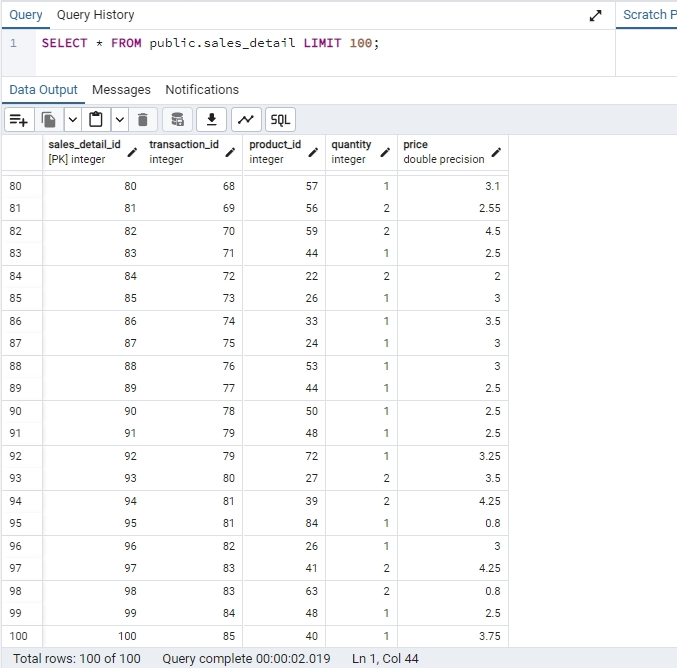 Query Query History Scratch P
1 SELECT * FROM public.sales_detail LIMIT 100;
Data Output Messages Notifications
SQL
sales_detail_id transaction_id product_id quantity price
[PK] integer integer integer integer double precision
80 80 68 57 1 3.1
81 81 69 56 2 2.55
82 82 70 59 2 4.5
83 83 71 44 1 2.5
84 84 72 22 2 2
85 85 73 26 1 3
86 86 74 33 1 3.5
87 87 75 24 1 3
88 88 76 53 1 3
89 89 77 44 1 2.5
90 90 78 50 1 2.5
91 91 79 48 1 2.5
92 92 79 72 1 3.25
93 93 80 27 2 3.5
94 94 81 39 2 4.25
95 95 81 84 1 0.8
96 96 82 26 1 3
97 97 83 41 2 4.25
98 98 83 63 2 0.8
99 99 84 48 1 2.5
100 100 85 40 1 3.75
Total rows: 100 of 100 Query complete 00:00:02.019 Ln 1, Col 44